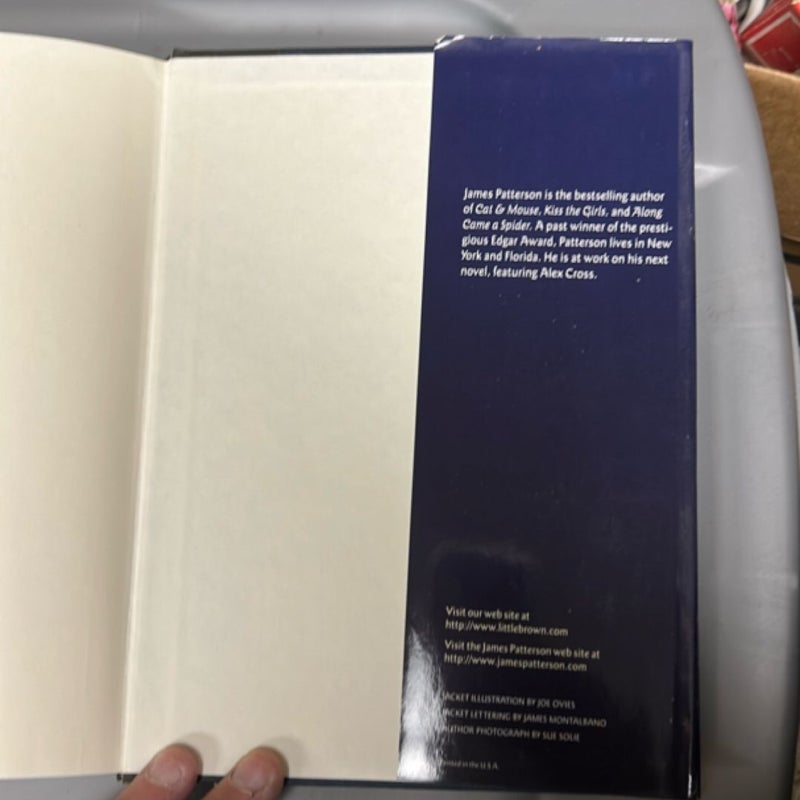 James Patterson is the bestselling author
of Cat & Mouse, Kiss the Girls, and Along
Came a Spider. A past winner of the presti-
gious Edgar Award, Patterson lives in New
York and Florida. He is at work on his next
novel, featuring Alex Cross.
Visit our web site at
http://www.littlebrown.com
Visit the James Patterson web site at
http://www.jamespatterson.com
JACKET ILLUSTRATION BY JOE OVIES
JACKET LETTERING BY JAMES MONTALBANO
AUTHOR PHOTOGRAPH BY SUE SOLIE
Printed in the U.S.A.